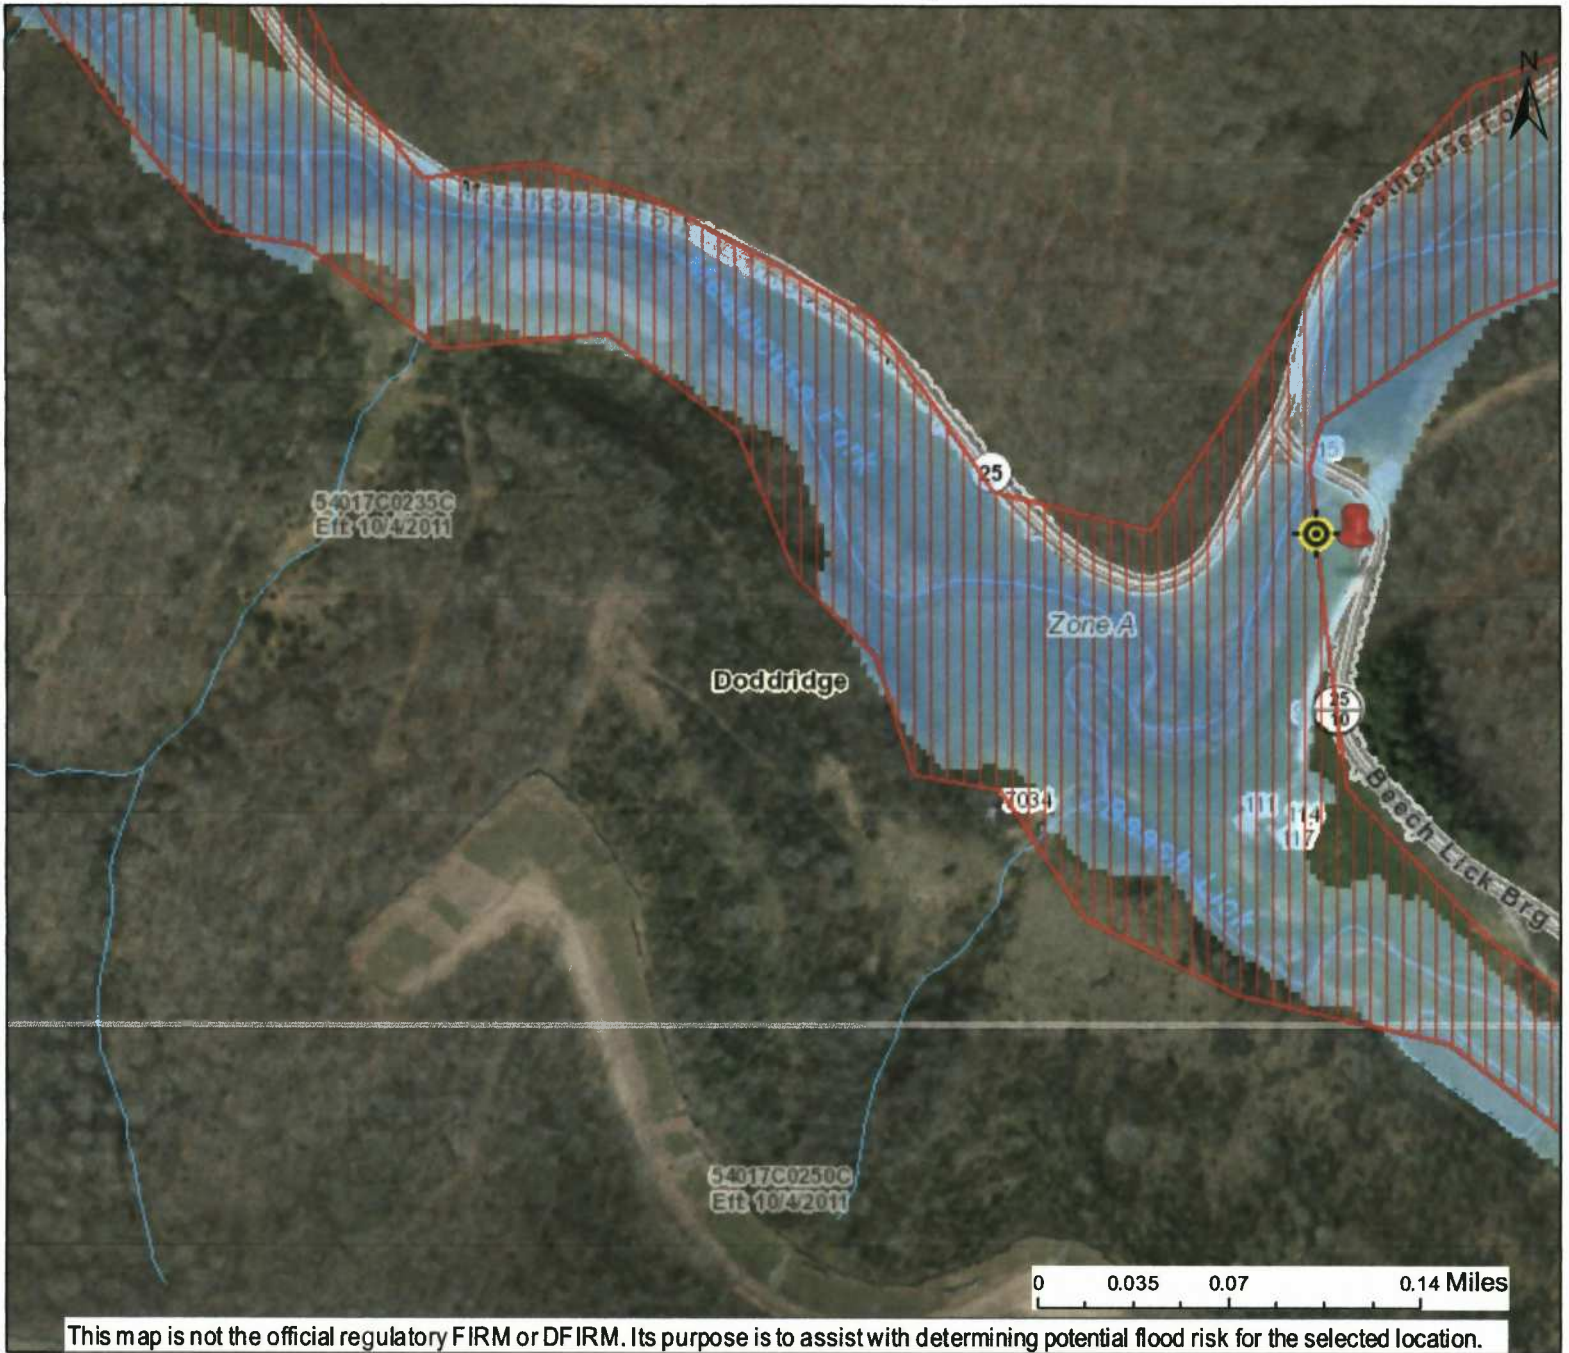 N
Meathouse Fork
25
15
54017C0235C
Eff: 10/4/2011
Zone A
Doddridge
25
10
7034
111
114
117
Beech Lick Brg
54017C0250C
Eff: 10/4/2011
0 0.035 0.07 0.14 Miles
This map is not the official regulatory FIRM or DFIRM. Its purpose is to assist with determining potential flood risk for the selected location.